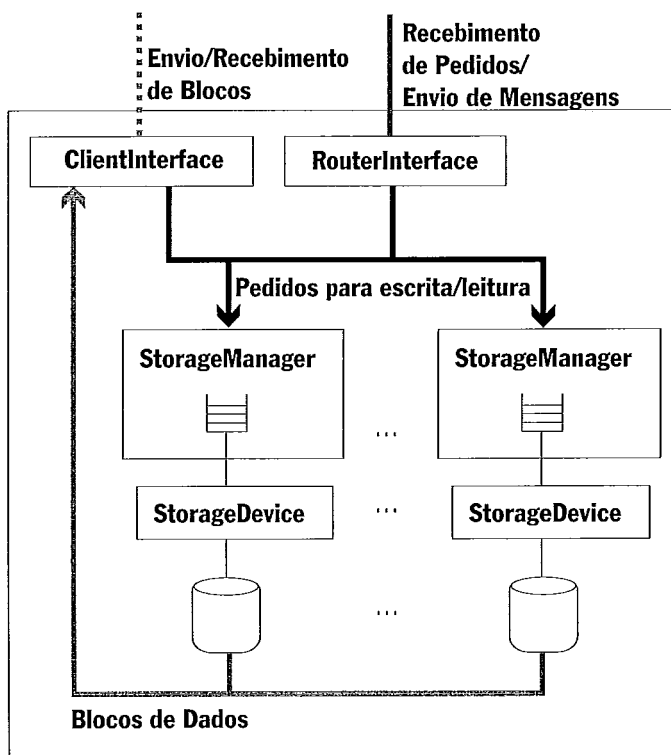 Envio/Recebimento
de Blocos
Recebimento
de Pedidos/
Envio de Mensagens
ClientInterface
RouterInterface
Pedidos para escrita/leitura
StorageManager
StorageManager
...
StorageDevice
...
StorageDevice
...
Blocos de Dados